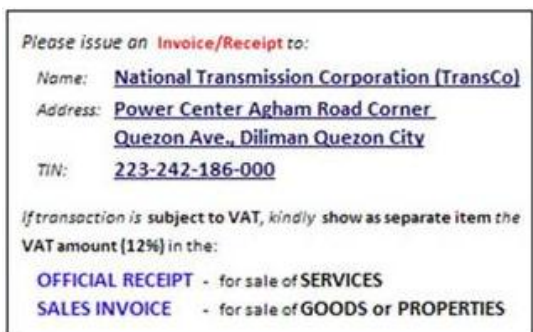 Please issue an Invoice/Receipt to:
Name: National Transmission Corporation (TransCo)
Address: Power Center Agham Road Corner
Quezon Ave., Diliman Quezon City
TIN: 223-242-186-000
If transaction is subject to VAT, kindly show as separate item the
VAT amount (12%) in the:
OFFICIAL RECEIPT - for sale of SERVICES
SALES INVOICE - for sale of GOODS or PROPERTIES